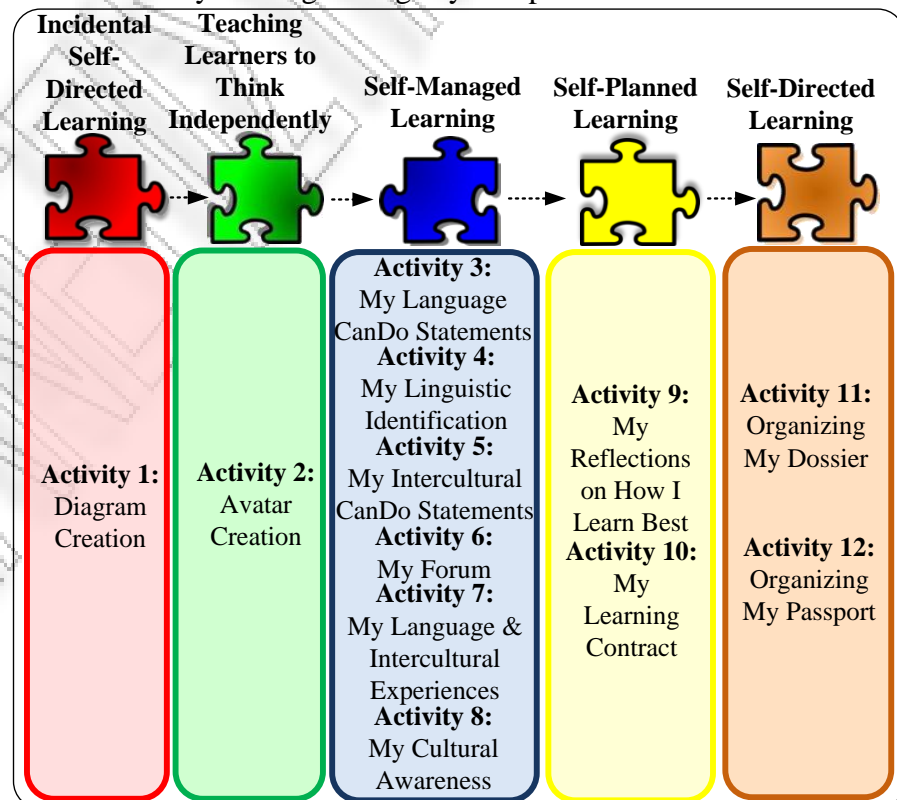 Incidental
Self-
Directed
Learning
Teaching
Learners to
Think
Independently
Self-Managed
Learning
Self-Planned
Learning
Self-Directed
Learning
Activity 1:
Diagram
Creation
Activity 2:
Avatar
Creation
Activity 3:
My Language
CanDo Statements
Activity 4:
My Linguistic
Identification
Activity 5:
My Intercultural
CanDo Statements
Activity 6:
My Forum
Activity 7:
My Language &
Intercultural
Experiences
Activity 8:
My Cultural
Awareness
Activity 9:
My
Reflections
on How I
Learn Best
Activity 10:
My
Learning
Contract
Activity 11:
Organizing
My Dossier
Activity 12:
Organizing
My Passport